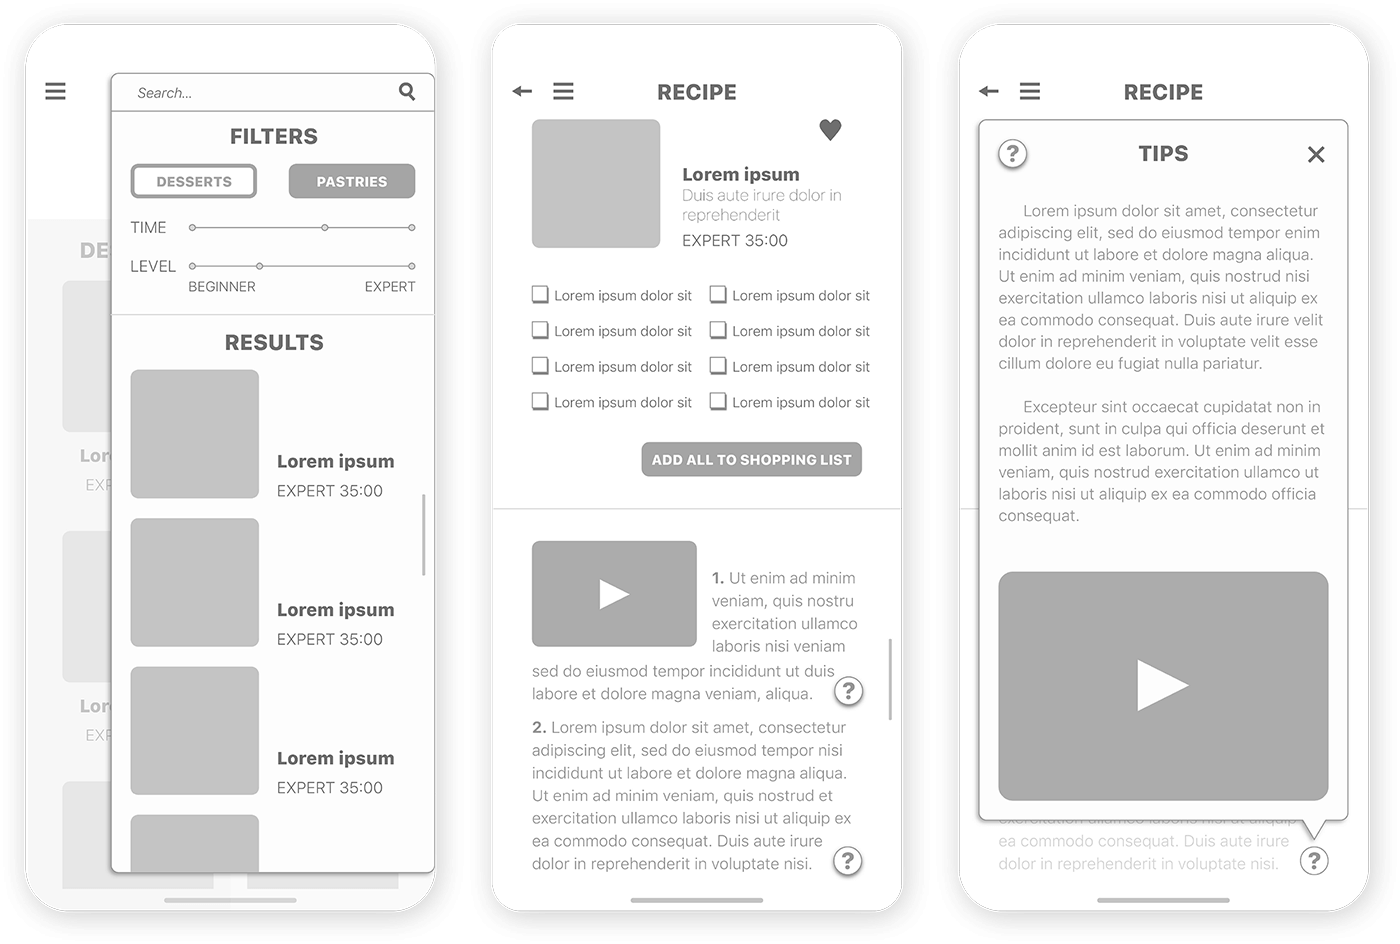 Search...
FILTERS
DESSERTS
PASTRIES
TIME
LEVEL
BEGINNER
EXPERT
RESULTS
Lorem ipsum
EXPERT 35:00
Lorem ipsum
EXPERT 35:00
Lorem ipsum
EXPERT 35:00
DE
Lor
EXP
Lor
EXP
RECIPE
Lorem ipsum
Duis aute irure dolor in
reprehenderit
EXPERT 35:00
Lorem ipsum dolor sit
Lorem ipsum dolor sit
Lorem ipsum dolor sit
Lorem ipsum dolor sit
Lorem ipsum dolor sit
Lorem ipsum dolor sit
Lorem ipsum dolor sit
Lorem ipsum dolor sit
ADD ALL TO SHOPPING LIST
1. Ut enim ad minim
veniam, quis nostru
exercitation ullamco
laboris nisi veniam
sed do eiusmod tempor incididunt ut duis
labore et dolore magna veniam, aliqua.
?
2. Lorem ipsum dolor sit amet, consectetur
adipiscing elit, sed do eiusmod tempor nisi
incididunt ut labore et dolore magna aliqua.
Ut enim ad minim veniam, quis nostrud et
exercitation ullamco laboris nisi ut aliquip ex
ea commodo consequat. Duis aute irure
dolor in reprehenderit in voluptate nisi.
?
RECIPE
?
TIPS
Lorem ipsum dolor sit amet, consectetur
adipiscing elit, sed do eiusmod tempor enim
incididunt ut labore et dolore magna aliqua.
Ut enim ad minim veniam, quis nostrud nisi
exercitation ullamco laboris nisi ut aliquip ex
ea commodo consequat. Duis aute irure velit
dolor in reprehenderit in voluptate velit esse
cillum dolore eu fugiat nulla pariatur.
Excepteur sint occaecat cupidatat non in
proident, sunt in culpa qui officia deserunt et
mollit anim id est laborum. Ut enim ad minim
veniam, quis nostrud exercitation ullamco ut
laboris nisi ut aliquip ex ea commodo officia
consequat.
exercitation ullamco laboris nisi ut aliquip
ea commodo consequat. Duis aute irure
dolor in reprehenderit in voluptate nisi.
?